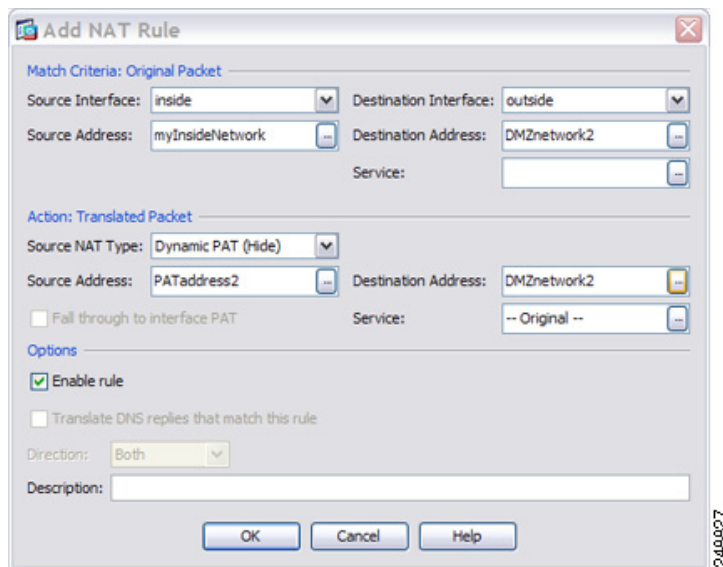 Add NAT Rule
Match Criteria: Original Packet
Source Interface: inside Destination Interface: outside
Source Address: myInsideNetwork ... Destination Address: DMZnetwork2 ...
Service: ...
Action: Translated Packet
Source NAT Type: Dynamic PAT (Hide)
Source Address: PATaddress2 ... Destination Address: DMZnetwork2 ...
Fall through to interface PAT Service: -- Original -- ...
Options
Enable rule
Translate DNS replies that match this rule
Direction: Both
Description:
OK Cancel Help
248827